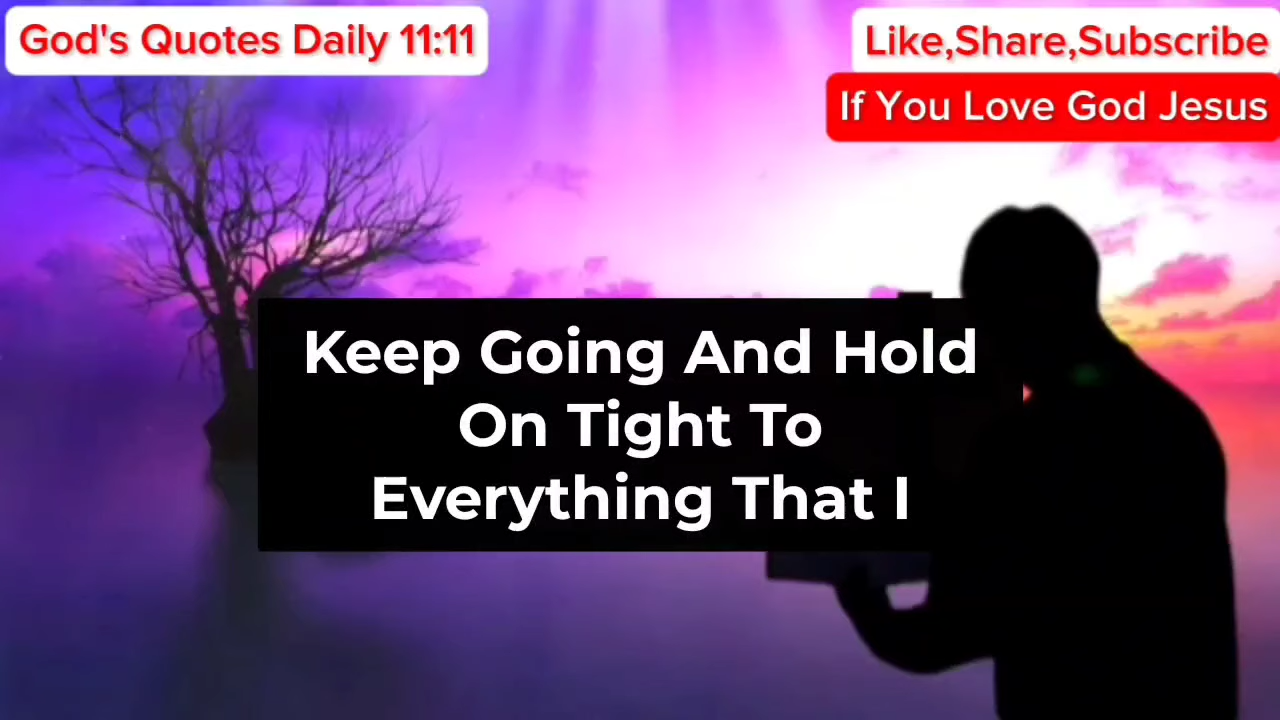 God's Quotes Daily 11:11
Like,Share,Subscribe
If You Love God Jesus
Keep Going And Hold
On Tight To
Everything That I